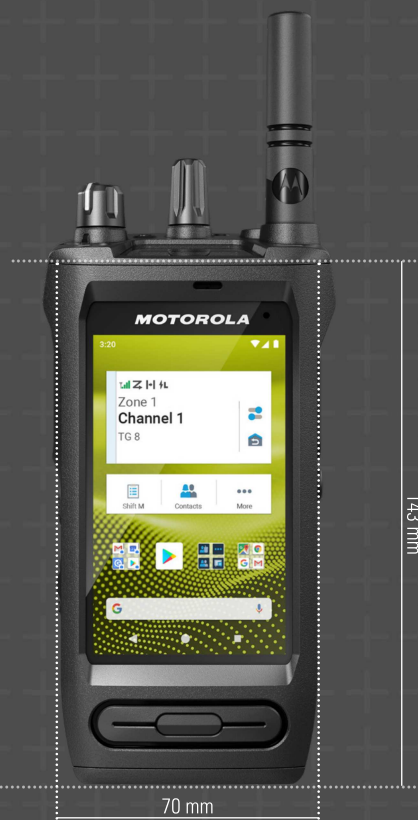 MOTOROLA
3:20
Zone 1
Channel 1
TG 8
Shift M
Contacts
More
G
143 mm
70 mm